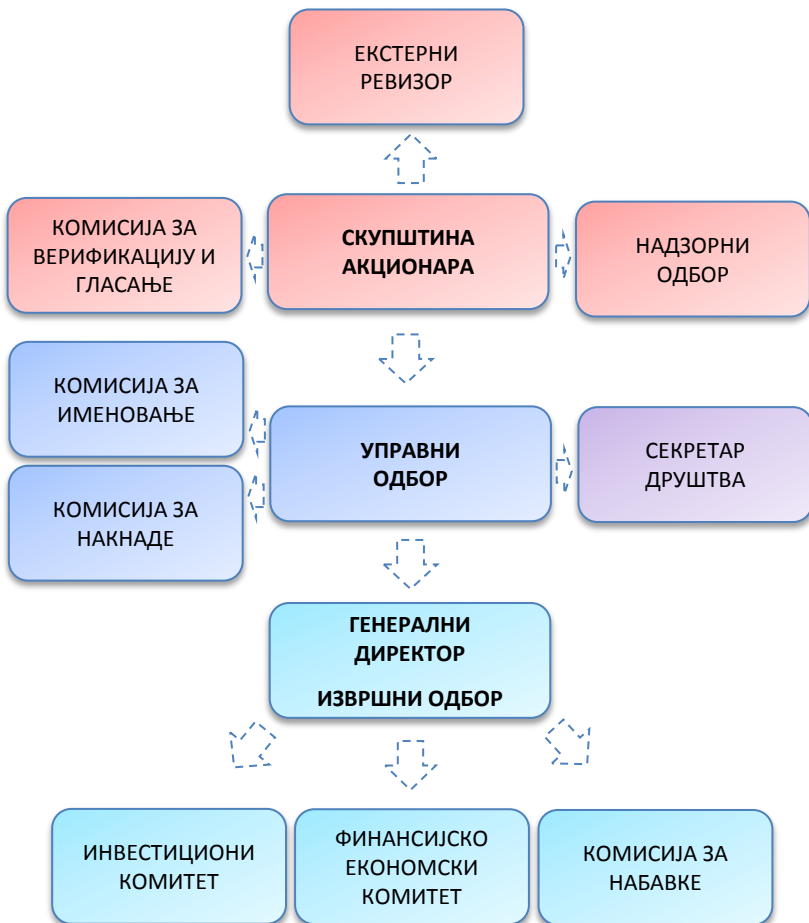 ЕКСТЕРНИ
РЕВИЗОР
КОМИСИЈА ЗА
ВЕРИФИКАЦИЈУ И
ГЛАСАЊЕ
СКУПШТИНА
АКЦИОНАРА
НАДЗОРНИ
ОДБОР
КОМИСИЈА ЗА
ИМЕНОВАЊЕ
КОМИСИЈА ЗА
НАКНАДЕ
УПРАВНИ
ОДБОР
СЕКРЕТАР
ДРУШТВА
ГЕНЕРАЛНИ
ДИРЕКТОР
ИЗВРШНИ ОДБОР
ИНВЕСТИЦИОНИ
КОМИТЕТ
ФИНАНСИЈСКО
ЕКОНОМСКИ
КОМИТЕТ
КОМИСИЈА ЗА
НАБАВКЕ